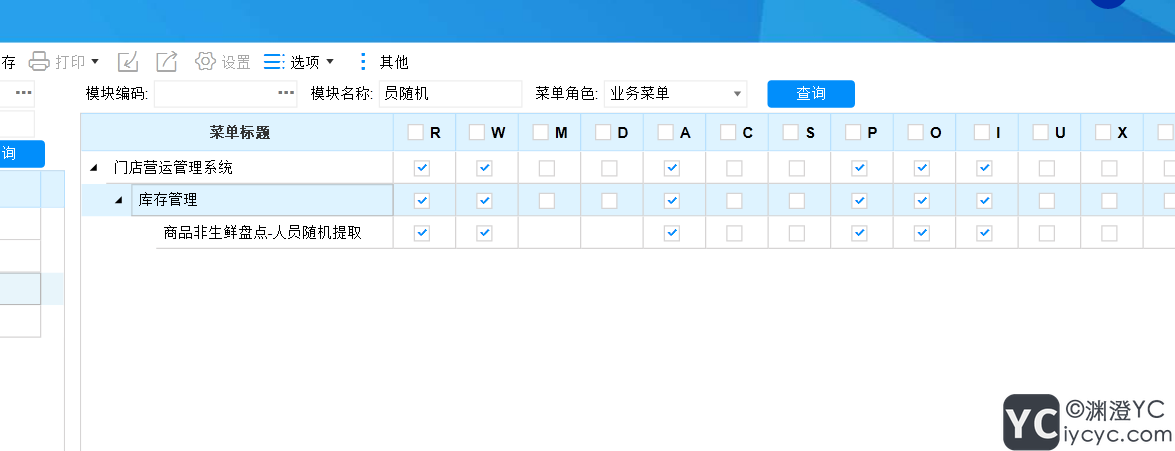 存 打印 设置 选项 其他
模块编码: 模块名称: 员随机 菜单角色: 业务菜单 查询
询
菜单标题 R W M D A C S P O I U X
门店营运管理系统
库存管理
商品非生鲜盘点-人员随机提取
YC ©渊澄YC
iycyc.com